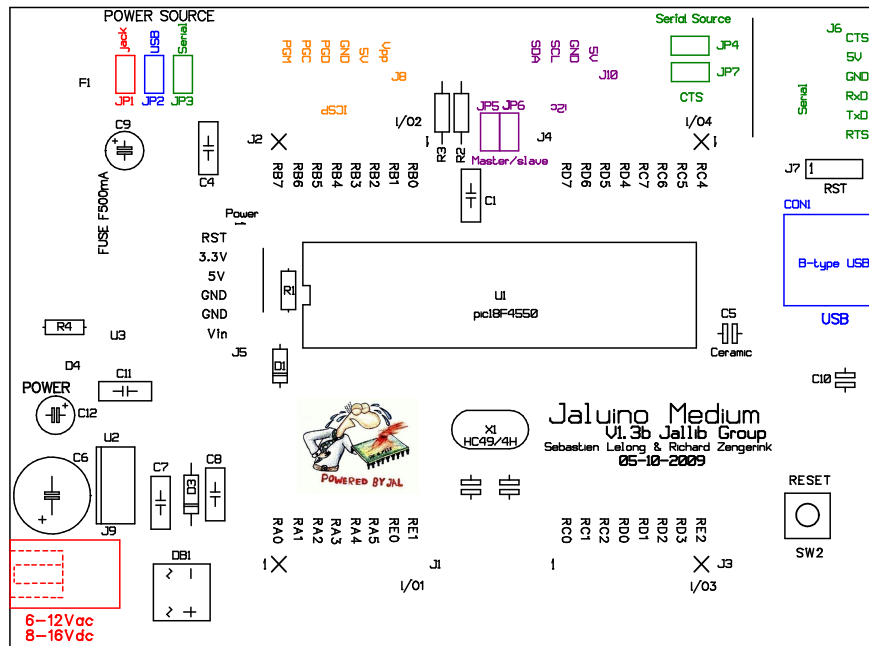 POWER SOURCE
Jack
USB
Serial
F1
JP1
JP2
JP3
PGM
PGC
PGD
GND
5V
Vpp
J8
ICSP
I/O2
SDA
SCL
GND
5V
J10
i2c
JP5
JP6
Master/slave
J4
Serial Source
JP4
JP7
CTS
I/O4
1
J6
CTS
5V
GND
RxD
TxD
RTS
Serial
C9
+
C4
J2
1
R3
R2
C1
J7
1
RST
RB7
RB6
RB5
RB4
RB3
RB2
RB1
RB0
RD7
RD6
RD5
RD4
RC7
RC6
RC5
RC4
FUSE F500mA
Power
1
RST
3.3V
5V
GND
GND
Vin
J5
R1
U1
pic18F4550
CON1
B-type USB
USB
C5
Ceramic
R4
U3
D4
D1
C10
C11
POWER
+
C12
U2
C6
+
J9
C7
D3
C8
POWERED BY JAL
X1
HC49/4H
Jaluino Medium
V1.3b Jallib Group
Sebastien Lelong & Richard Zengerink
05-10-2009
RESET
SW2
RA0
RA1
RA2
RA3
RA4
RA5
RE0
RE1
RC0
RC1
RC2
RD0
RD1
RD2
RD3
RE2
1
J1
I/O1
1
J3
I/O3
DB1
~ -
~ +
6-12Vac
8-16Vdc